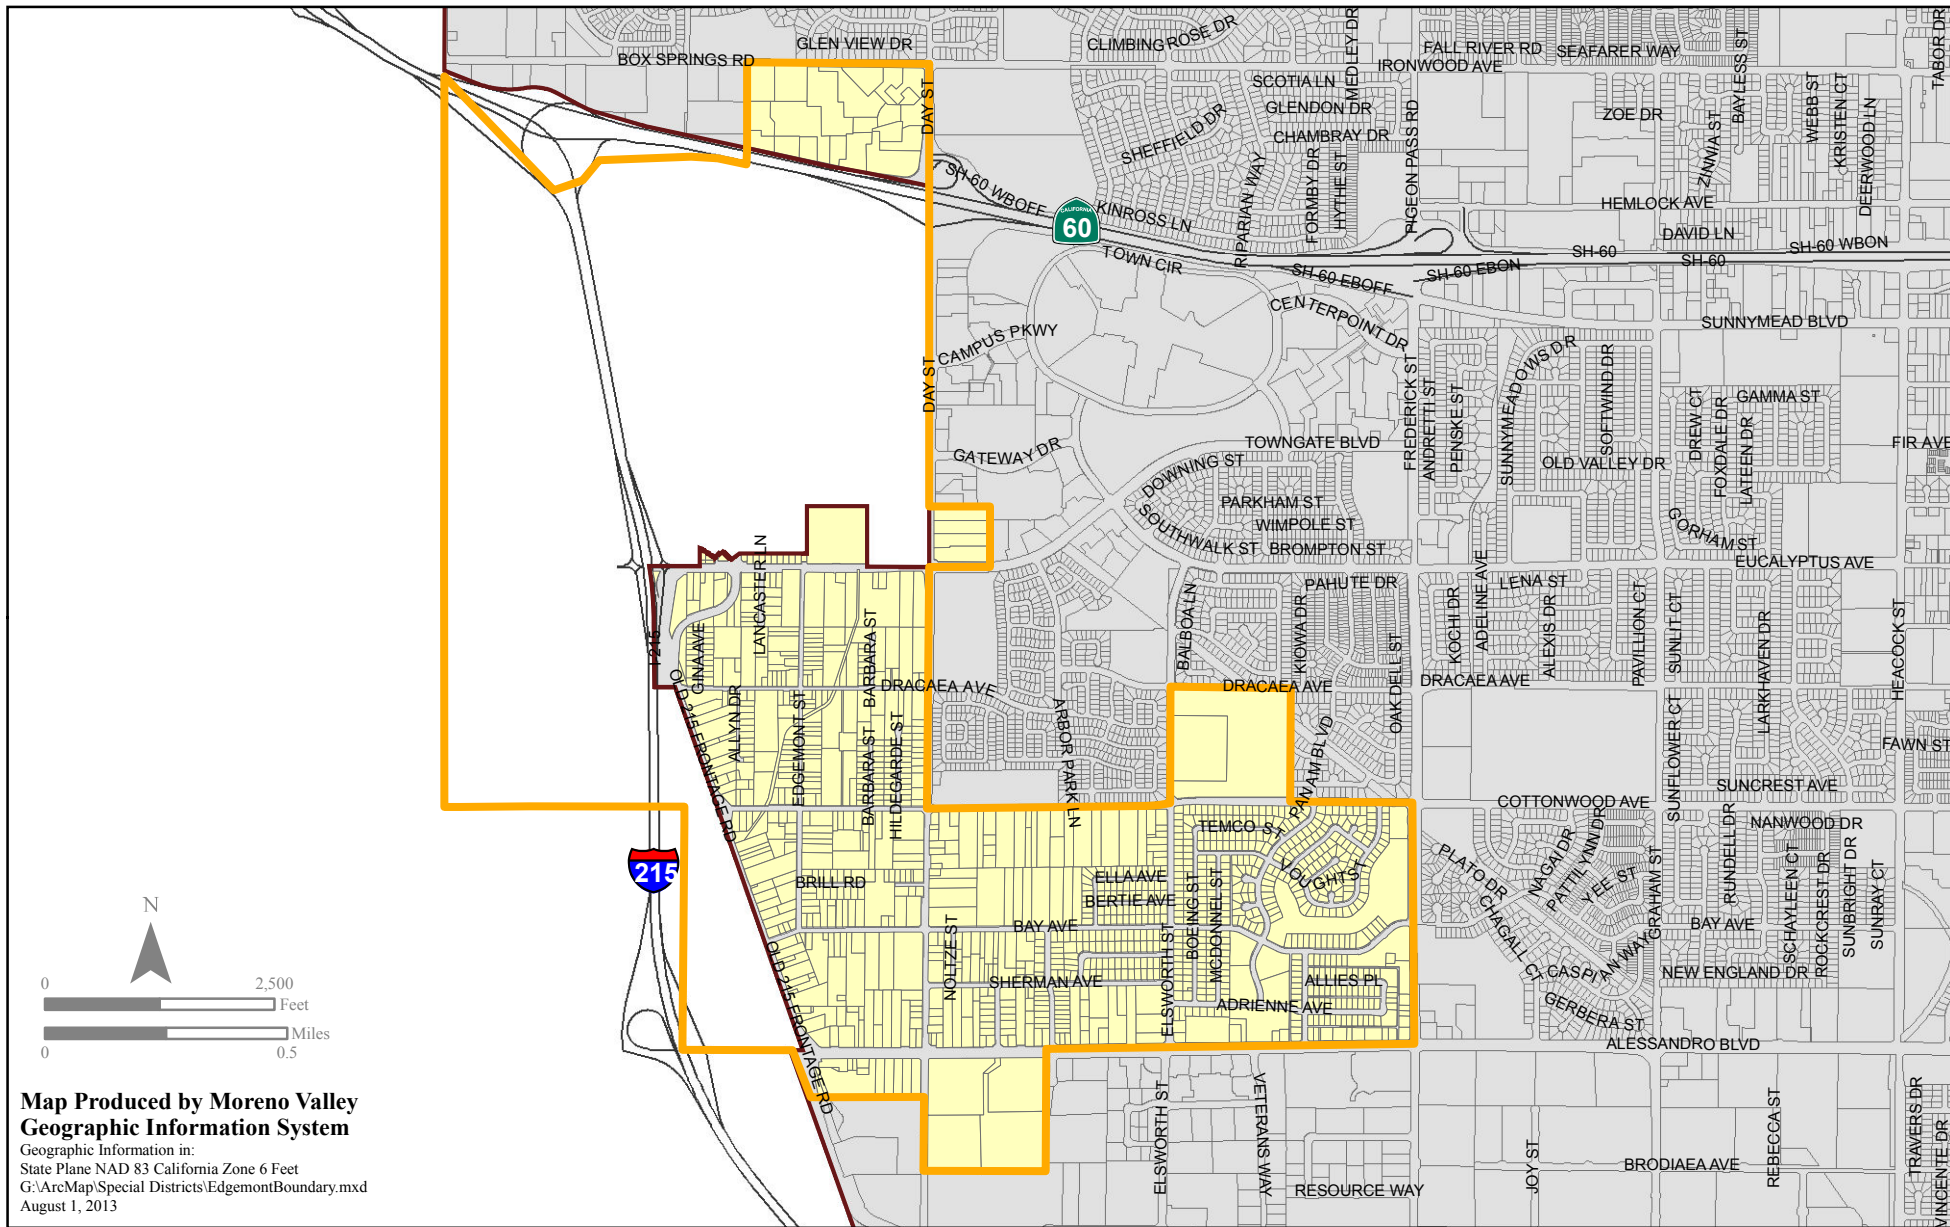 GLEN VIEW DR
BOX SPRINGS RD
CLIMBING ROSE DR
MEDLEY DR
FALL RIVER RD
SEAFARER WAY
IRONWOOD AVE
BAYLESS ST
TABOR DR
DAY ST
SCOTIA LN
GLENDON DR
CHAMBRAY DR
SHEFFIELD DR
ZOE DR
ZINNIA ST
WEBB ST
KRISTEN CT
DEERWOOD LN
PIGEON PASS RD
RIPARIAN WAY
FORMBY DR
HYTHE ST
HEMLOCK AVE
DAVID LN
SH-60 WBOFF
KINROSS LN
CALIFORNIA
60
TOWN CIR
SH-60 EBOFF
SH-60 EBON
SH-60
SH-60
SH-60 WBON
CENTERPOINT DR
SUNNYMEAD BLVD
CAMPUS PKWY
DAY ST
FREDERICK ST
ANDRETTI ST
PENSKE ST
SUNNYMEADOWS DR
SOFTWIND DR
DREW CT
FOXDALE DR
LATEEN DR
GAMMA ST
GATEWAY DR
TOWNGATE BLVD
FIR AVE
DOWNING ST
OLD VALLEY DR
PARKHAM ST
WIMPOLE ST
SOUTHWALK ST
BROMPTON ST
GORHAM ST
EUCALYPTUS AVE
LANCASTER LN
PAHUTE DR
LENA ST
BALBOA LN
KIOWA DR
OAKDELL ST
KOCHI DR
ADELINE AVE
ALEXIS DR
PAVILLION CT
SUNLIT CT
LARKHAVEN DR
HEACOCK ST
I-215
GINA AVE
BARBARA ST
DRACAEA AVE
DRACAEA AVE
DRACAEA AVE
OLD 215 FRONTAGE RD
ALLYN DR
EDGEMONT ST
BARBARA ST
HILDEGARDE ST
ARBOR PARK LN
PAN AM BLVD
SUNFLOWER CT
FAWN ST
SUNCREST AVE
COTTONWOOD AVE
TEMCO ST
NANWOOD DR
215
BRILL RD
ELLA AVE
BERTIE AVE
VOUGHT ST
BOEING ST
MCDONNEL ST
PLATO DR
NAGAI DR
PATTILYNN DR
YEE ST
GRAHAM ST
RUNDELL DR
SCHAYLEEN CT
ROCKCREST DR
SUNBRIGHT DR
SUNRAY CT
BAY AVE
BAY AVE
CHAGALL CT
CASPIAN WAY
NEW ENGLAND DR
NOLTZE ST
SHERMAN AVE
ELSWORTH ST
ALLIES PL
ADRIENNE AVE
GERBERA ST
ALESSANDRO BLVD
OLD 215 FRONTAGE RD
ELSWORTH ST
VETERANS WAY
RESOURCE WAY
JOY ST
BRODIAEA AVE
REBECCA ST
TRAVERS DR
VINCENTE DR
N
0 2,500
Feet
Miles
0 0.5
Map Produced by Moreno Valley
Geographic Information System
Geographic Information in:
State Plane NAD 83 California Zone 6 Feet
G:\ArcMap\Special Districts\EdgemontBoundary.mxd
August 1, 2013